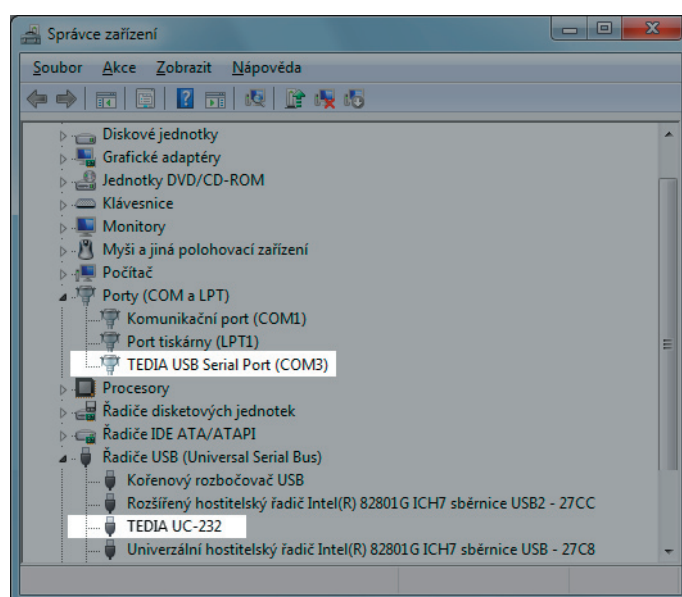 Správce zařízení
Soubor Akce Zobrazit Nápověda
Diskové jednotky
Grafické adaptéry
Jednotky DVD/CD-ROM
Klávesnice
Monitory
Myši a jiná polohovací zařízení
Počítač
Porty (COM a LPT)
Komunikační port (COM1)
Port tiskárny (LPT1)
TEDIA USB Serial Port (COM3)
Procesory
Řadiče disketových jednotek
Řadiče IDE ATA/ATAPI
Řadiče USB (Universal Serial Bus)
Kořenový rozbočovač USB
Rozšířený hostitelský řadič Intel(R) 82801G ICH7 sběrnice USB2 - 27CC
TEDIA UC-232
Univerzální hostitelský řadič Intel(R) 82801G ICH7 sběrnice USB - 27C8